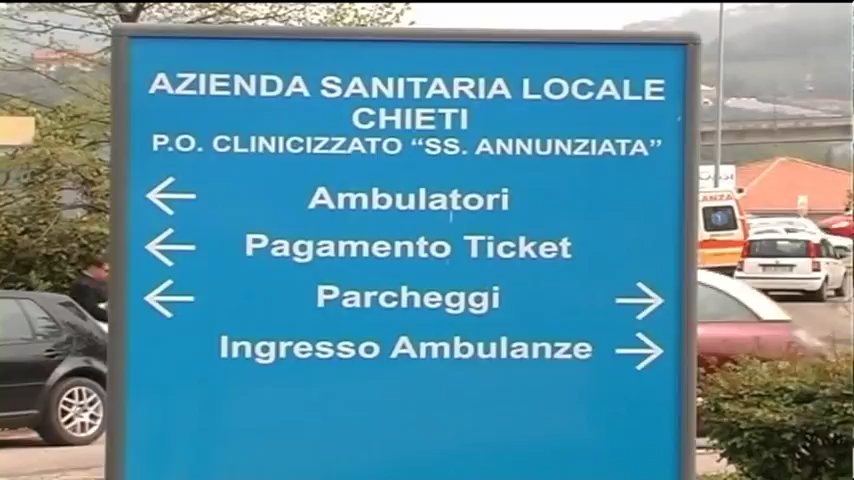 AZIENDA SANITARIA LOCALE
CHIETI
P.O. CLINICIZZATO “SS. ANNUNZIATA”
← Ambulatori
← Pagamento Ticket
← Parcheggi →
Ingresso Ambulanze →